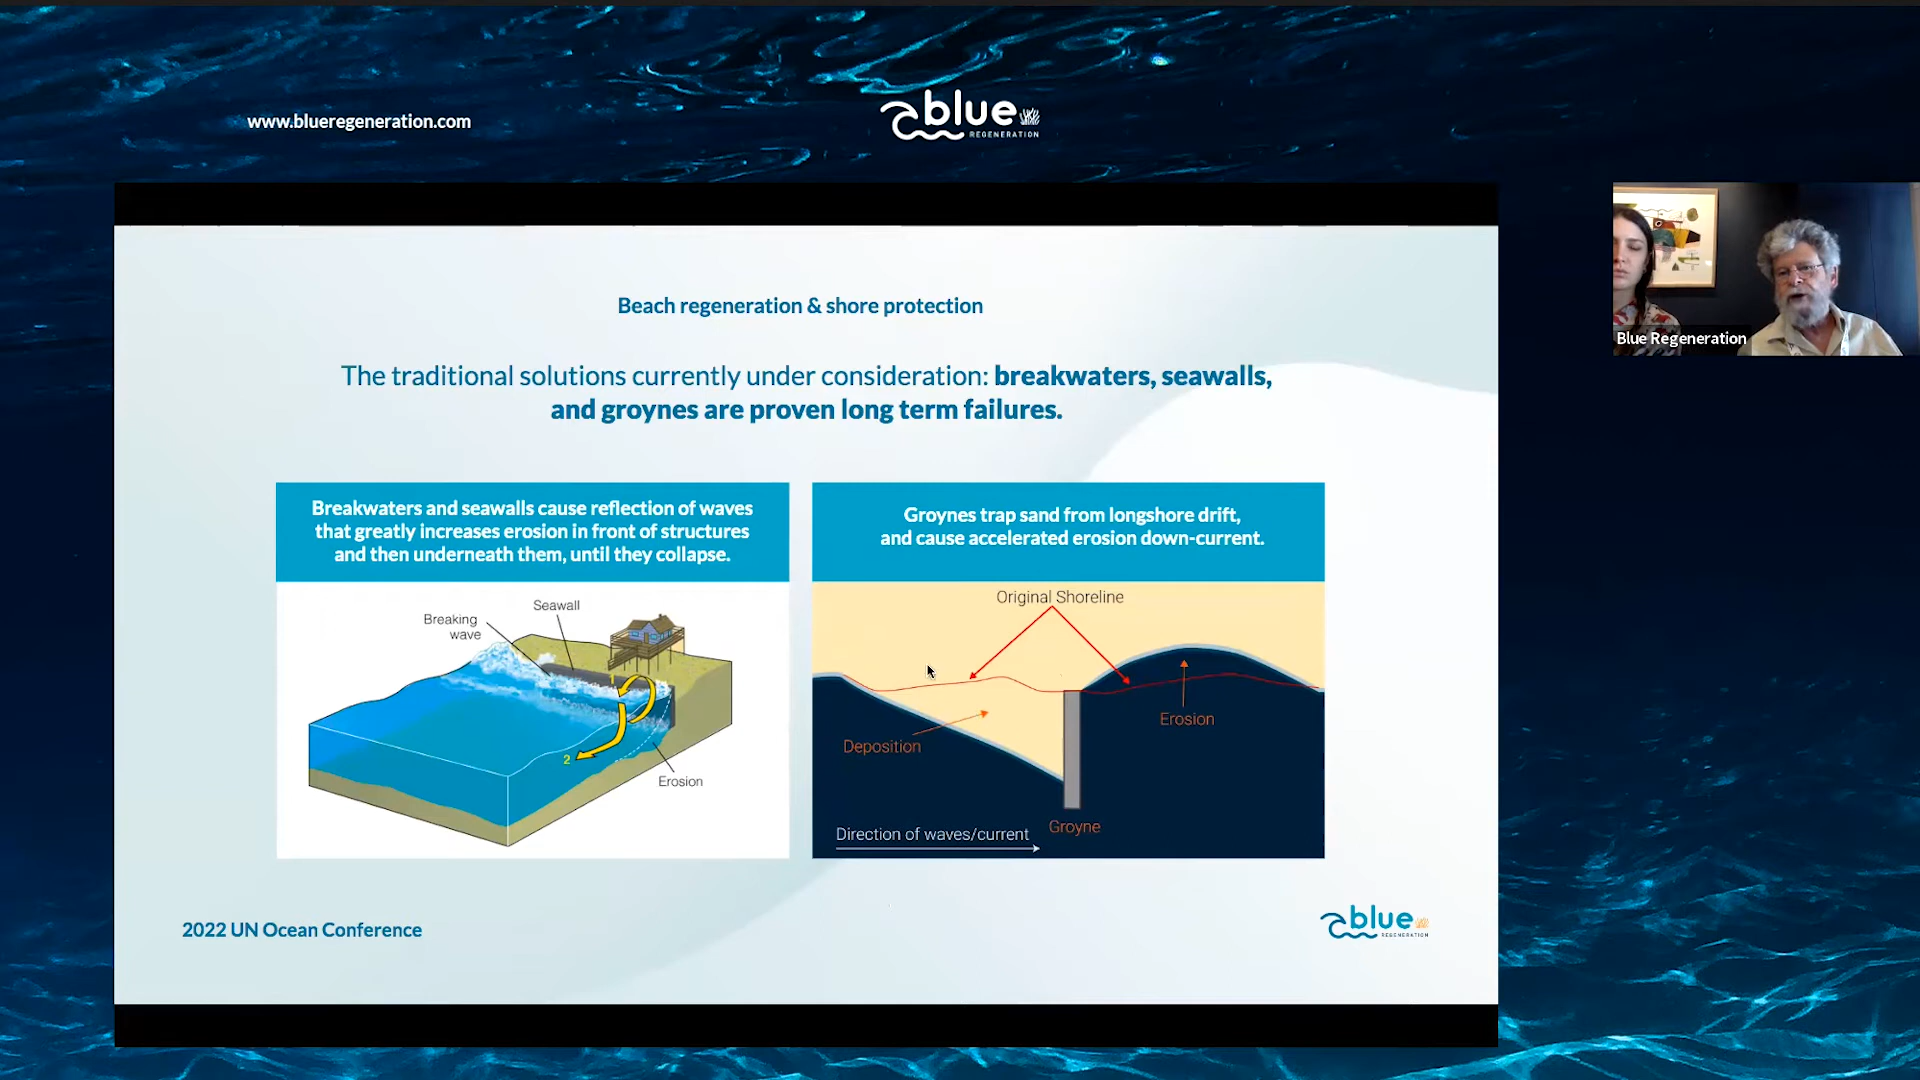 www.blueregeneration.com
blue
REGENERATION
Blue Regeneration
Beach regeneration & shore protection
The traditional solutions currently under consideration: breakwaters, seawalls,
and groynes are proven long term failures.
Breakwaters and seawalls cause reflection of waves
that greatly increases erosion in front of structures
and then underneath them, until they collapse.
Seawall
Breaking
wave
1
2
Erosion
Groynes trap sand from longshore drift,
and cause accelerated erosion down-current.
Original Shoreline
Erosion
Deposition
Groyne
Direction of waves/current
2022 UN Ocean Conference
blue
REGENERATION